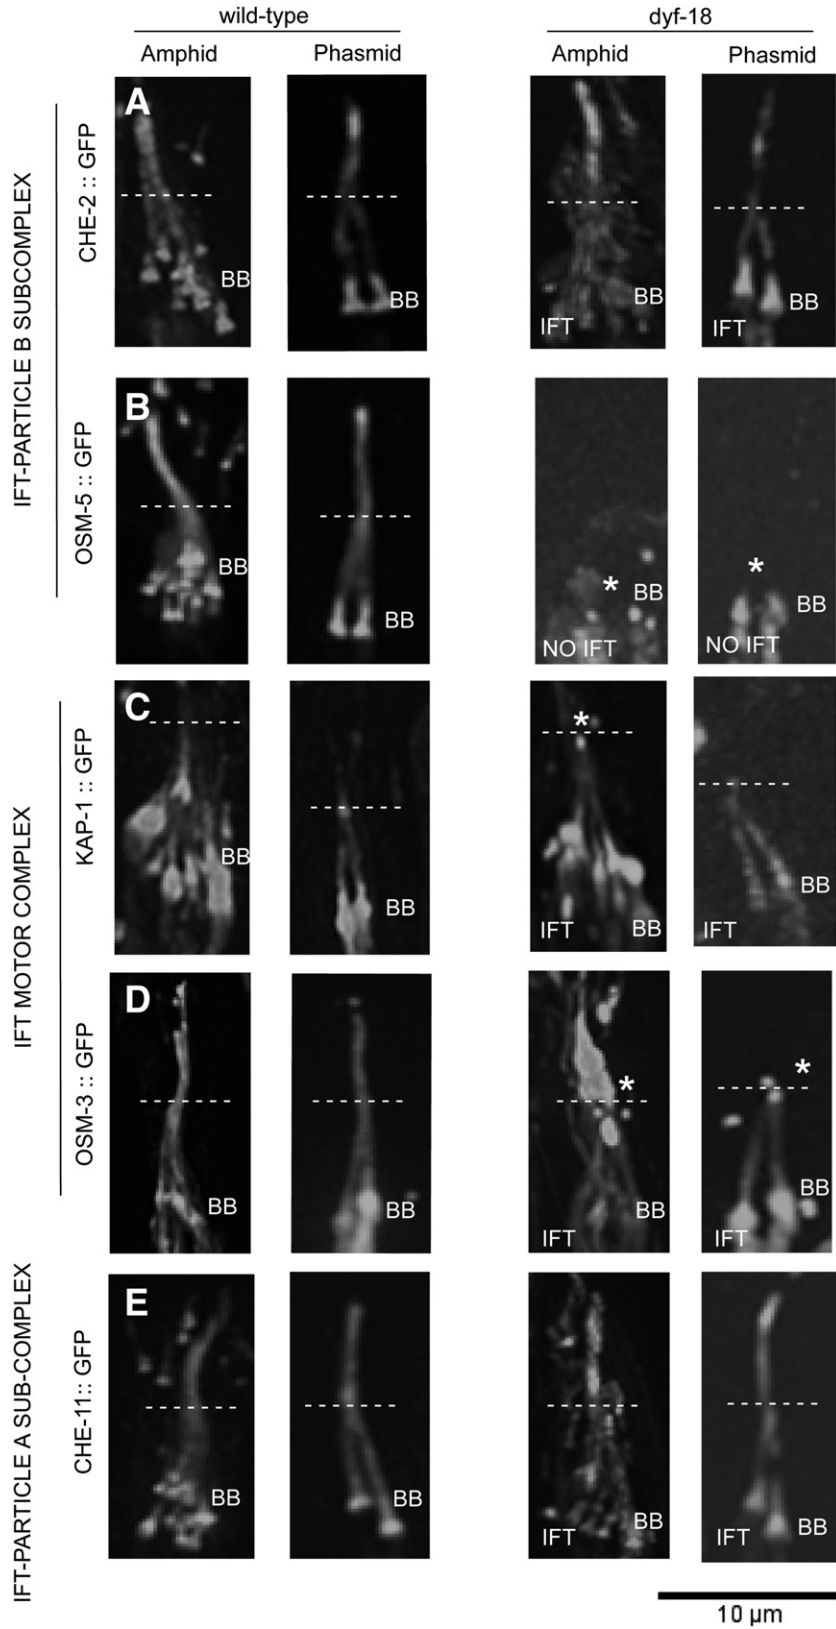 wild-type
dyf-18
Amphid
Phasmid
Amphid
Phasmid
IFT-PARTICLE B SUBCOMPLEX
CHE-2 :: GFP
A
BB
BB
BB
IFT
BB
IFT
OSM-5 :: GFP
B
BB
BB
* BB
NO IFT
*
BB
NO IFT
IFT MOTOR COMPLEX
KAP-1 :: GFP
C
BB
BB
*
IFT
BB
BB
IFT
OSM-3 :: GFP
D
BB
BB
*
BB
IFT
*
BB
IFT
IFT-PARTICLE A SUB-COMPLEX
CHE-11:: GFP
E
BB
BB
BB
IFT
BB
IFT
10 µm